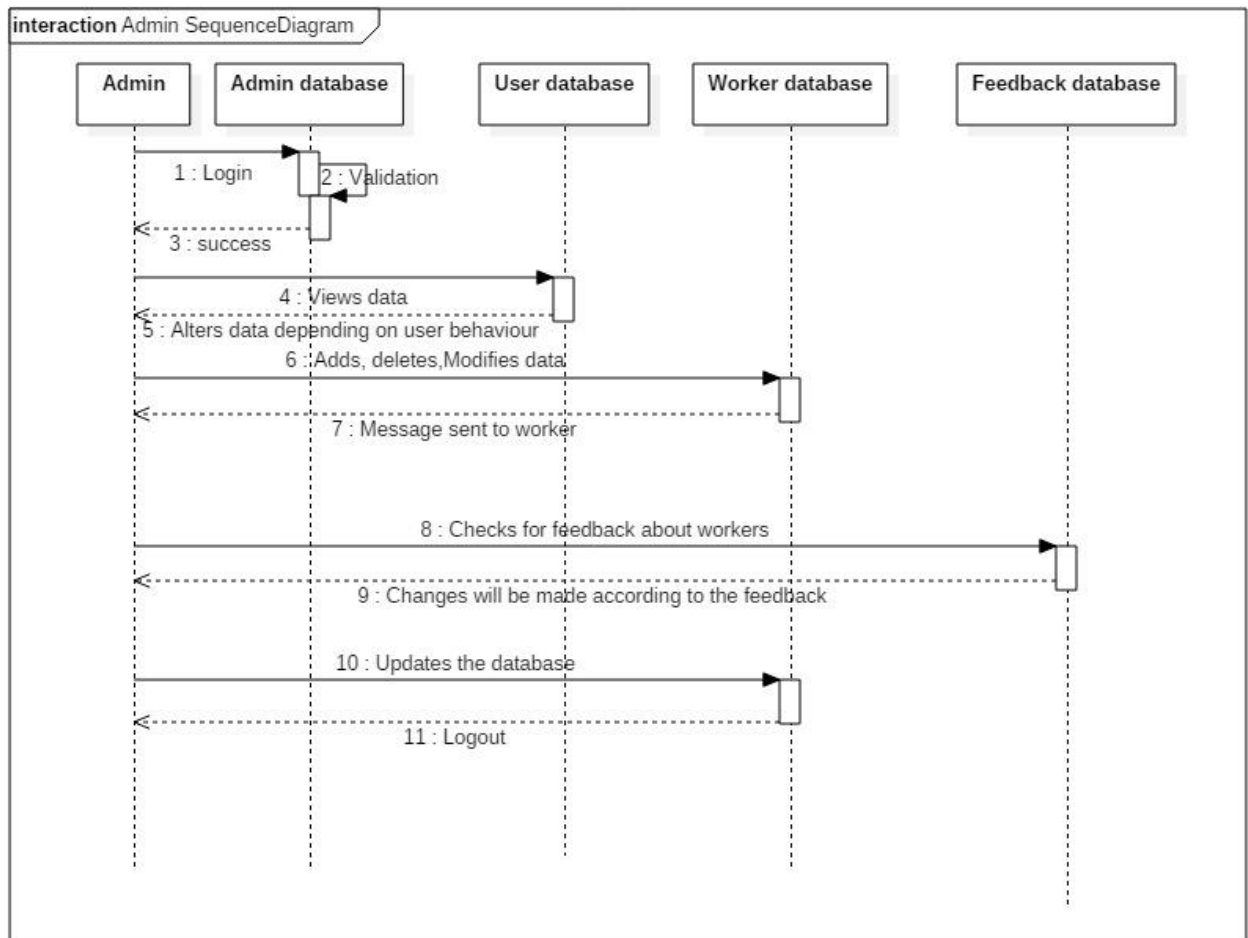 interaction Admin SequenceDiagram
Admin
Admin database
User database
Worker database
Feedback database
1 : Login
2 : Validation
3 : success
4 : Views data
5 : Alters data depending on user behaviour
6 : Adds, deletes,Modifies data
7 : Message sent to worker
8 : Checks for feedback about workers
9 : Changes will be made according to the feedback
10 : Updates the database
11 : Logout